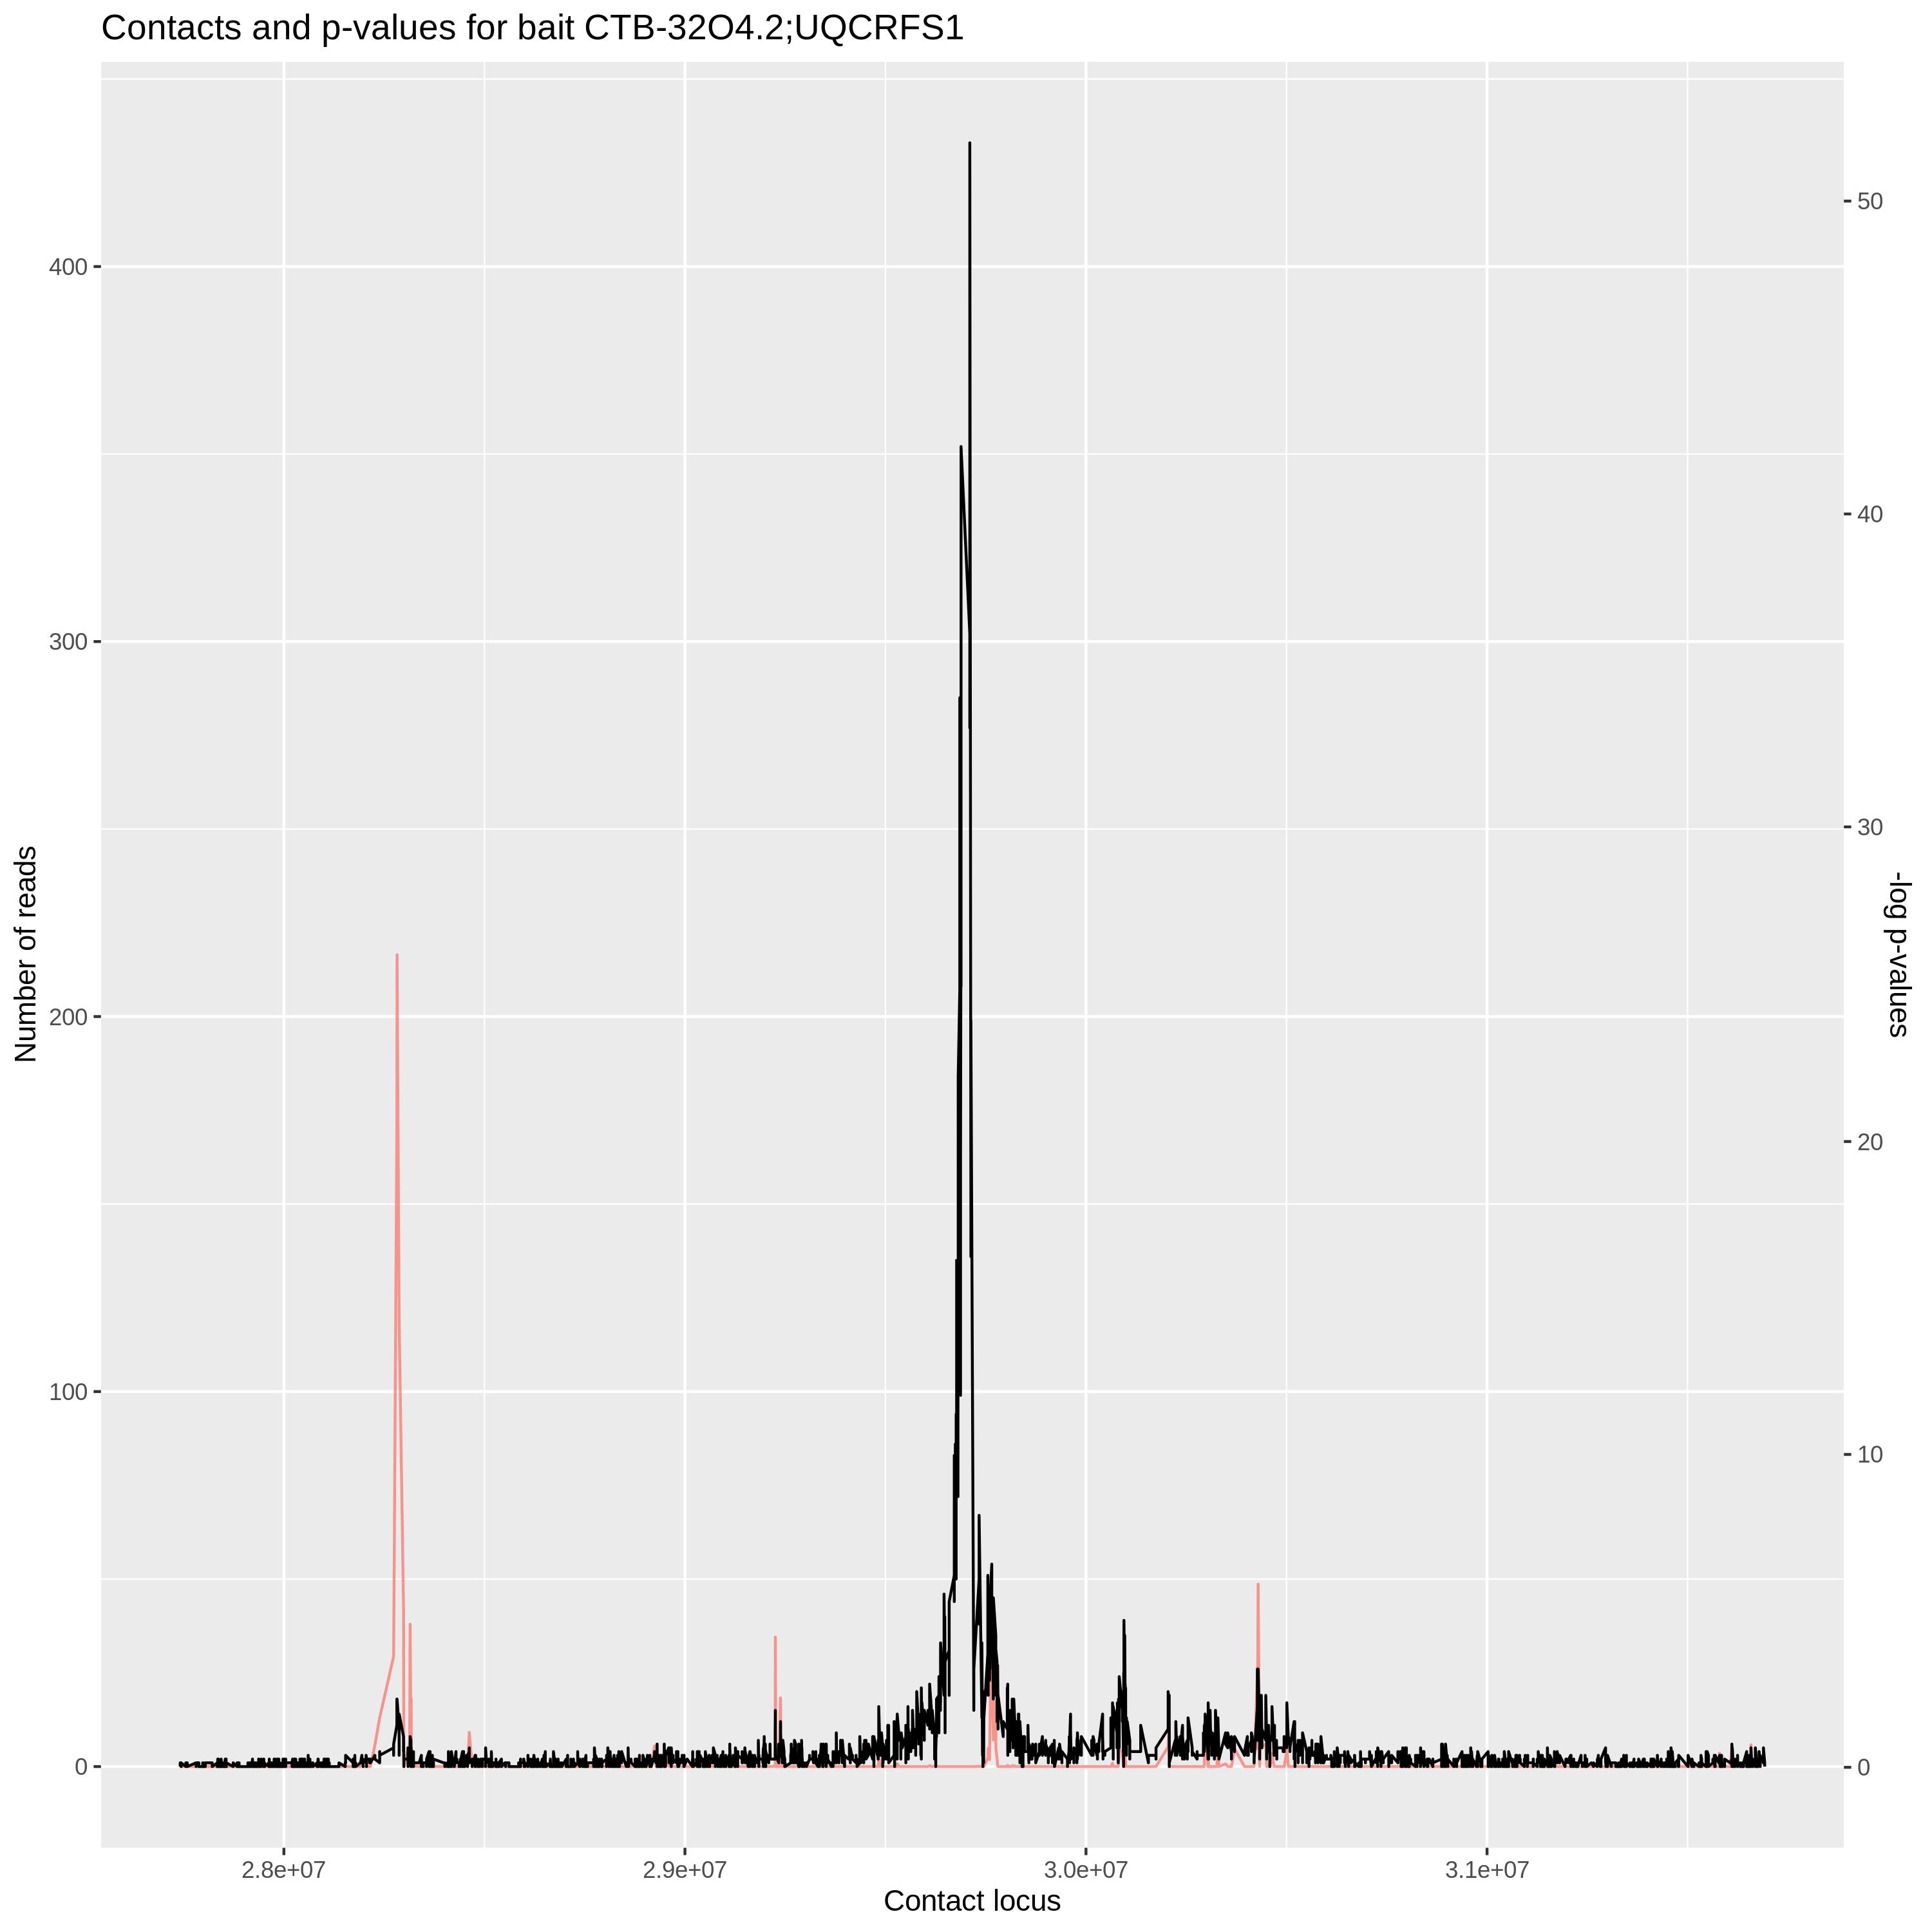 Contacts and p-values for bait CTB-32O4.2;UQCRFS1
Number of reads
400
300
200
100
0
50
40
30
20
10
0
-log p-values
2.8e+07 2.9e+07 3.0e+07 3.1e+07
Contact locus